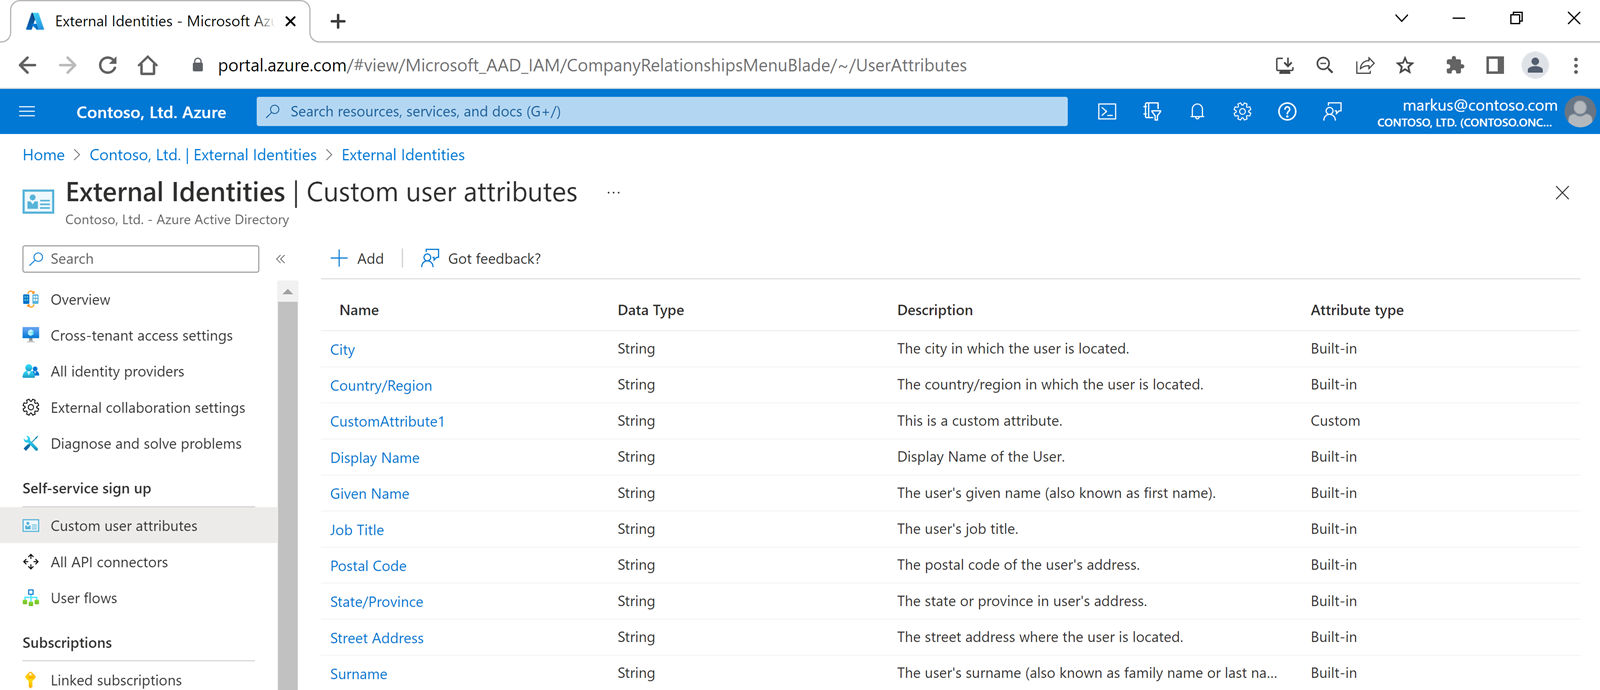 External Identities - Microsoft Az
portal.azure.com/#view/Microsoft_AAD_IAM/CompanyRelationshipsMenuBlade/~/UserAttributes
Contoso, Ltd. Azure
Search resources, services, and docs (G+/)
markus@contoso.com
CONTOSO, LTD. (CONTOSO.ONC...
Home > Contoso, Ltd. | External Identities > External Identities
External Identities | Custom user attributes ...
Contoso, Ltd. - Azure Active Directory
Search «
Overview
Cross-tenant access settings
All identity providers
External collaboration settings
Diagnose and solve problems
Self-service sign up
Custom user attributes
All API connectors
User flows
Subscriptions
Linked subscriptions
Add | Got feedback?
Name Data Type Description Attribute type
City String The city in which the user is located. Built-in
Country/Region String The country/region in which the user is located. Built-in
CustomAttribute1 String This is a custom attribute. Custom
Display Name String Display Name of the User. Built-in
Given Name String The user's given name (also known as first name). Built-in
Job Title String The user's job title. Built-in
Postal Code String The postal code of the user's address. Built-in
State/Province String The state or province in user's address. Built-in
Street Address String The street address where the user is located. Built-in
Surname String The user's surname (also known as family name or last na... Built-in